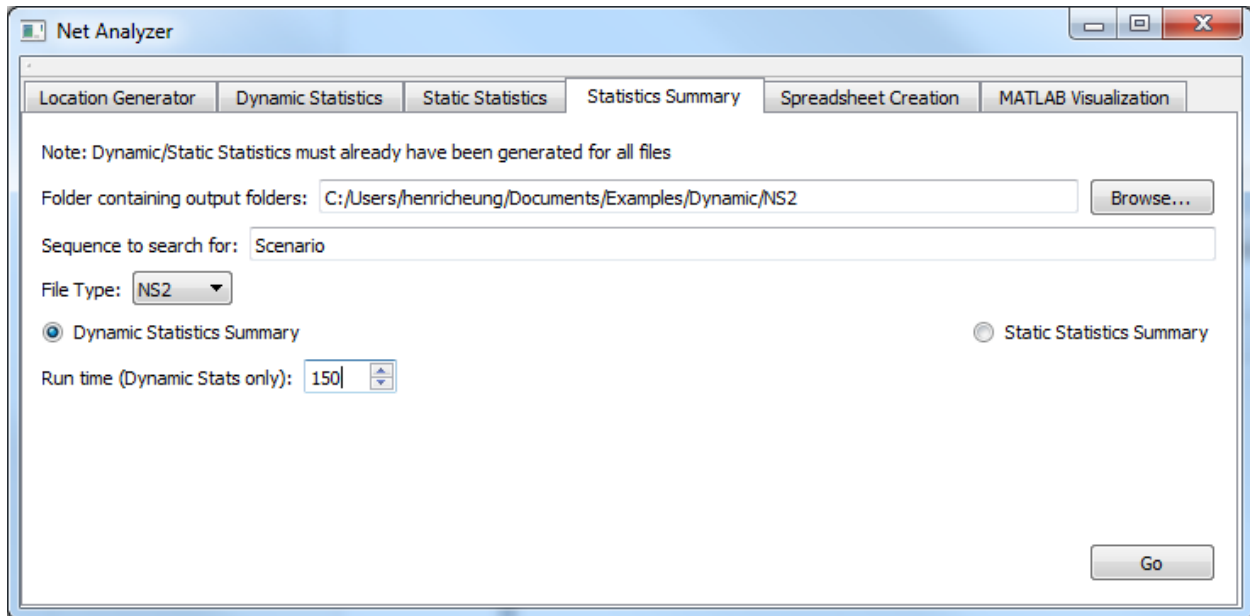 Net Analyzer
Location Generator Dynamic Statistics Static Statistics Statistics Summary Spreadsheet Creation MATLAB Visualization
Note: Dynamic/Static Statistics must already have been generated for all files
Folder containing output folders: C:/Users/henricheung/Documents/Examples/Dynamic/NS2 Browse...
Sequence to search for: Scenario
File Type: NS2
Dynamic Statistics Summary Static Statistics Summary
Run time (Dynamic Stats only): 150
Go